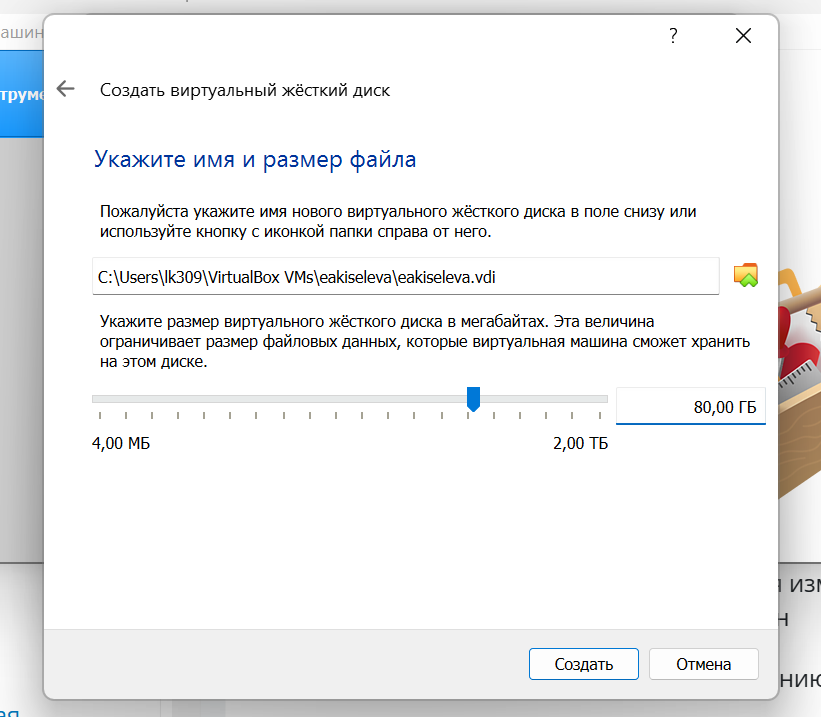 ?
Создать виртуальный жёсткий диск
Укажите имя и размер файла
Пожалуйста укажите имя нового виртуального жёсткого диска в поле снизу или
используйте кнопку с иконкой папки справа от него.
C:\Users\lk309\VirtualBox VMs\eakiseleva\eakiseleva.vdi
Укажите размер виртуального жёсткого диска в мегабайтах. Эта величина
ограничивает размер файловых данных, которые виртуальная машина сможет хранить
на этом диске.
80,00 ГБ
4,00 МБ
2,00 ТБ
Создать
Отмена